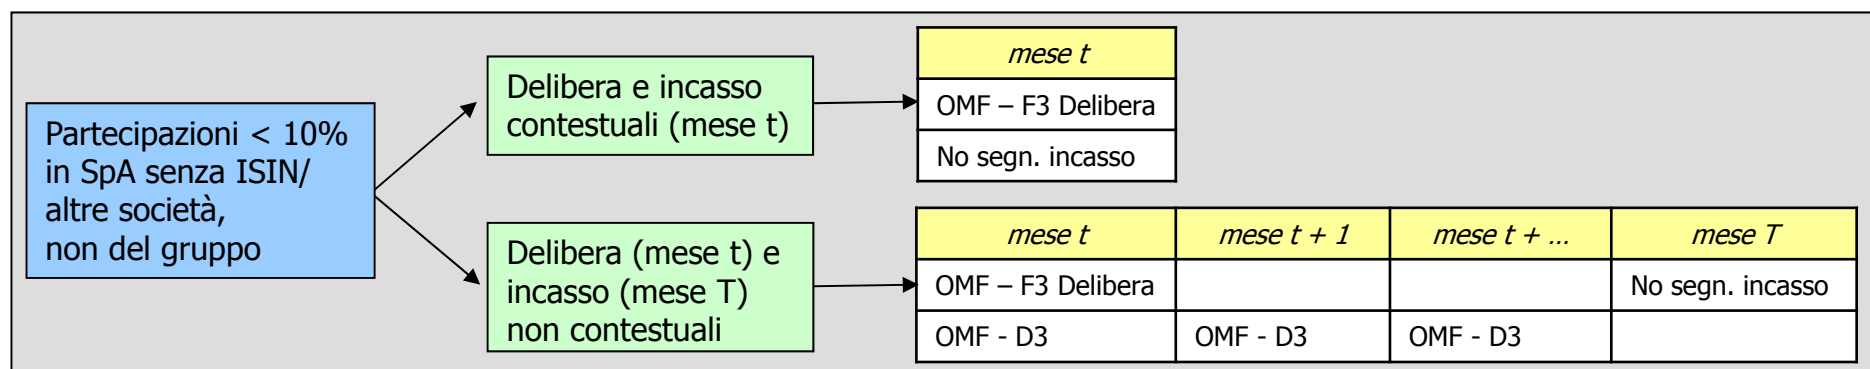 Partecipazioni < 10%
in SpA senza ISIN/
altre società,
non del gruppo
Delibera e incasso
contestuali (mese t)
mese t
OMF – F3 Delibera
No segn. incasso
Delibera (mese t) e
incasso (mese T)
non contestuali
mese t mese t + 1 mese t + ... mese T
OMF – F3 Delibera No segn. incasso
OMF - D3 OMF - D3 OMF - D3